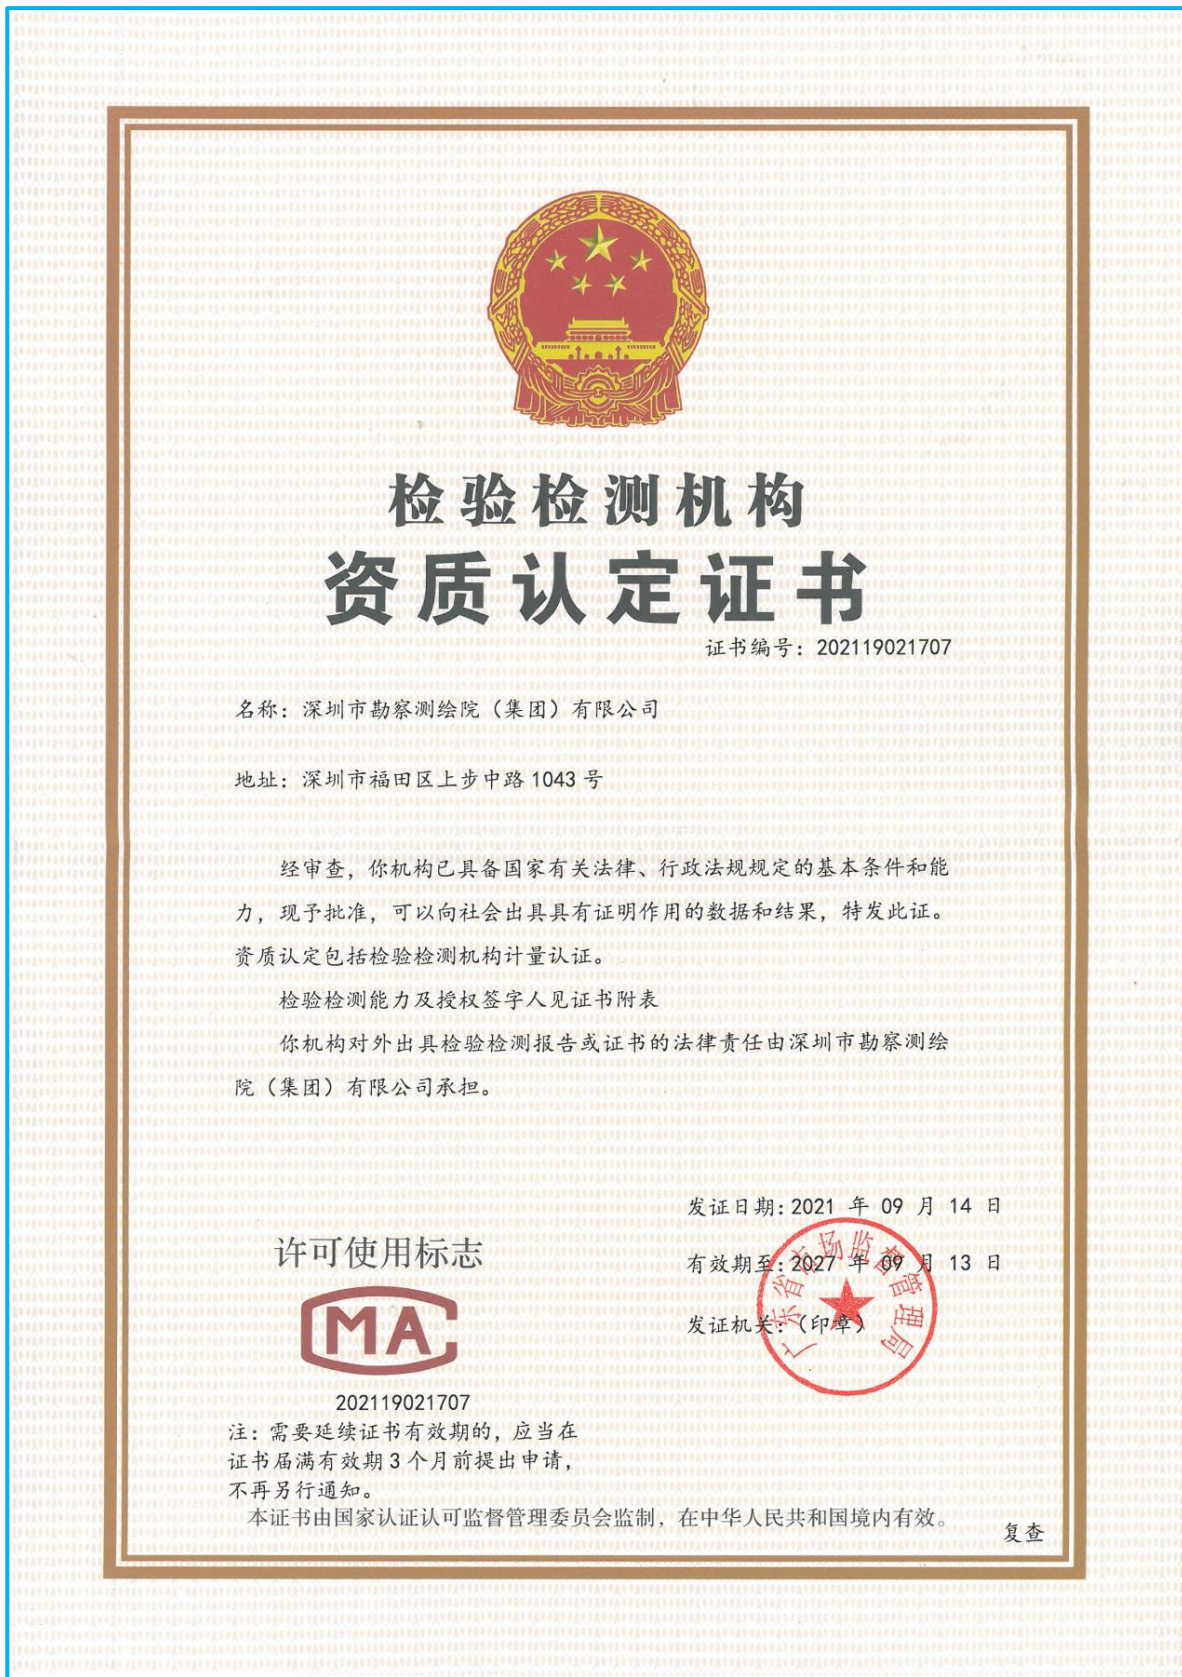 检验检测机构
资质认定证书
证书编号：202119021707
名称：深圳市勘察测绘院（集团）有限公司
地址：深圳市福田区上步中路1043号
经审查，你机构已具备国家有关法律、行政法规规定的基本条件和能
力，现予批准，可以向社会出具具有证明作用的数据和结果，特发此证。
资质认定包括检验检测机构计量认证。
检验检测能力及授权签字人见证书附表
你机构对外出具检验检测报告或证书的法律责任由深圳市勘察测绘
院（集团）有限公司承担。
许可使用标志
MA
202119021707
注：需要延续证书有效期的，应当在
证书届满有效期3个月前提出申请，
不再另行通知。
发证日期：2021 年 09 月 14 日
有效期至：2027 年 09 月 13 日
发证机关：（印章）
广东省市场监督管理局
本证书由国家认证认可监督管理委员会监制，在中华人民共和国境内有效。
复查